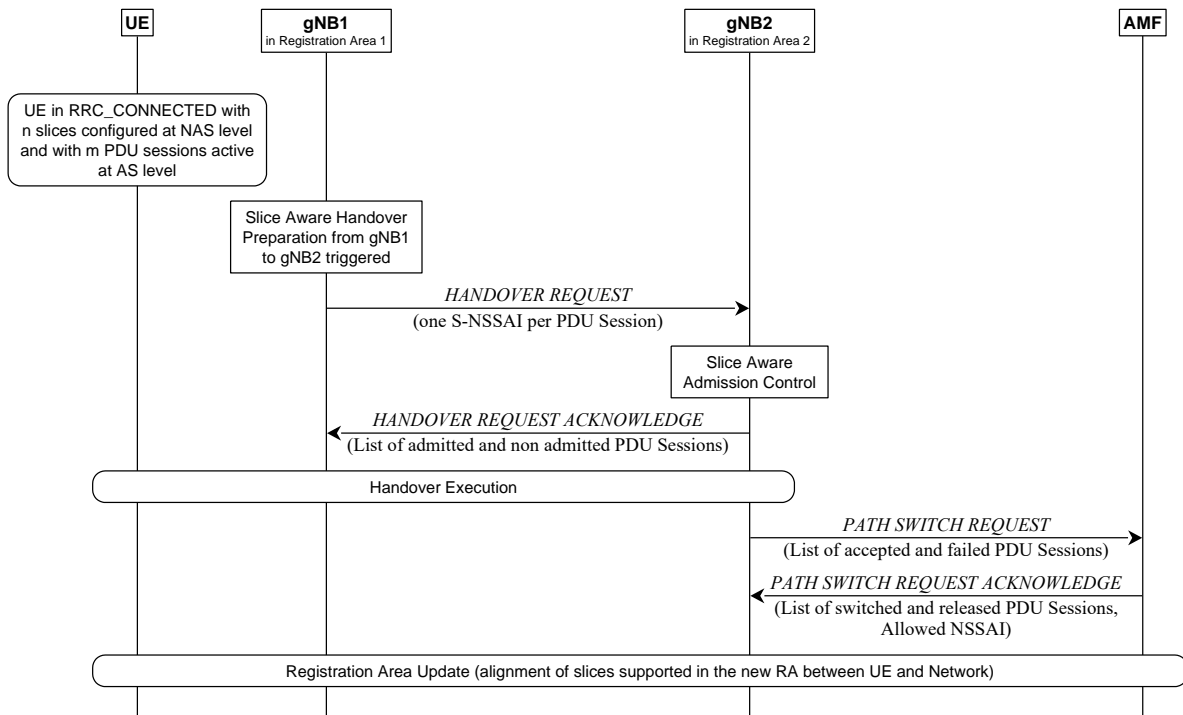 UE
gNB1
in Registration Area 1
gNB2
in Registration Area 2
AMF
UE in RRC_CONNECTED with
n slices configured at NAS level
and with m PDU sessions active
at AS level
Slice Aware Handover
Preparation from gNB1
to gNB2 triggered
HANDOVER REQUEST
(one S-NSSAI per PDU Session)
Slice Aware
Admission Control
HANDOVER REQUEST ACKNOWLEDGE
(List of admitted and non admitted PDU Sessions)
Handover Execution
PATH SWITCH REQUEST
(List of accepted and failed PDU Sessions)
PATH SWITCH REQUEST ACKNOWLEDGE
(List of switched and released PDU Sessions,
Allowed NSSAI)
Registration Area Update (alignment of slices supported in the new RA between UE and Network)